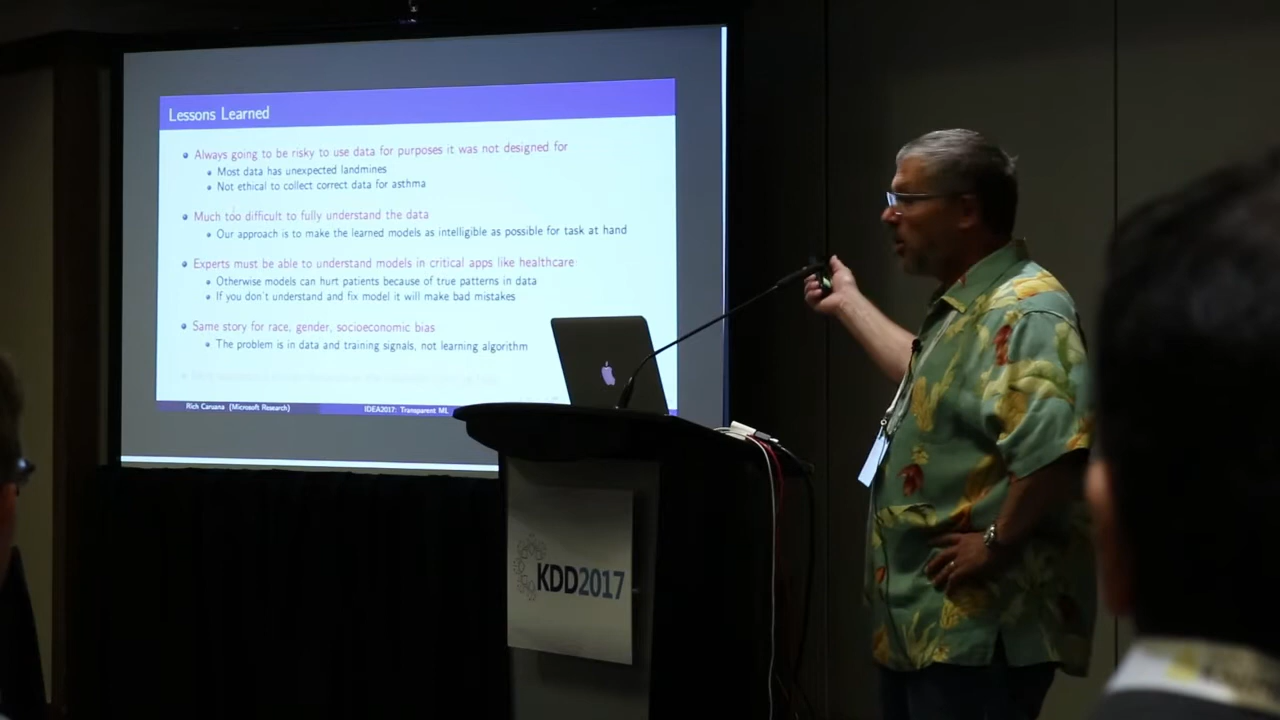 Lessons Learned
Always going to be risky to use data for purposes it was not designed for
Most data has unexpected landmines
Not ethical to collect correct data for asthma
Much too difficult to fully understand the data
Our approach is to make the learned models as intelligible as possible for task at hand
Experts must be able to understand models in critical apps like healthcare
Otherwise models can hurt patients because of true patterns in data
If you don't understand and fix model it will make bad mistakes
Same story for race, gender, socioeconomic bias
The problem is in data and training signals, not learning algorithm
Rich Caruana (Microsoft Research)
IDEA2017: Transparent ML
KDD2017